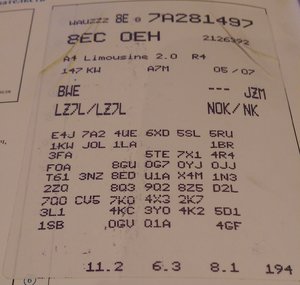 WAUZZZ 8E 6 7A281497
8EC 0EH 2126392
A4 Limousine 2.0 R4
147 KW A7M 05 / 07
BWE --- JZM
LZ7L/LZ7L N0K/NK
E4J 7A2 4UE 6XD 5SL 5RU
1KW J0L 1LA 1BR
3FA 5TE 7X1 4R4
F0A 8GU 0G7 0YJ 0JJ
T61 3NZ 8ED U1A X4M 1N3
2Z0 8Q3 9Q2 8Z5 D2L
7Q0 CV5 7K0 4X3 2K7
3L1 4KC 3Y0 4K2 5D1
1SB 0GV Q1A 4GF
11.2 6.3 8.1 194